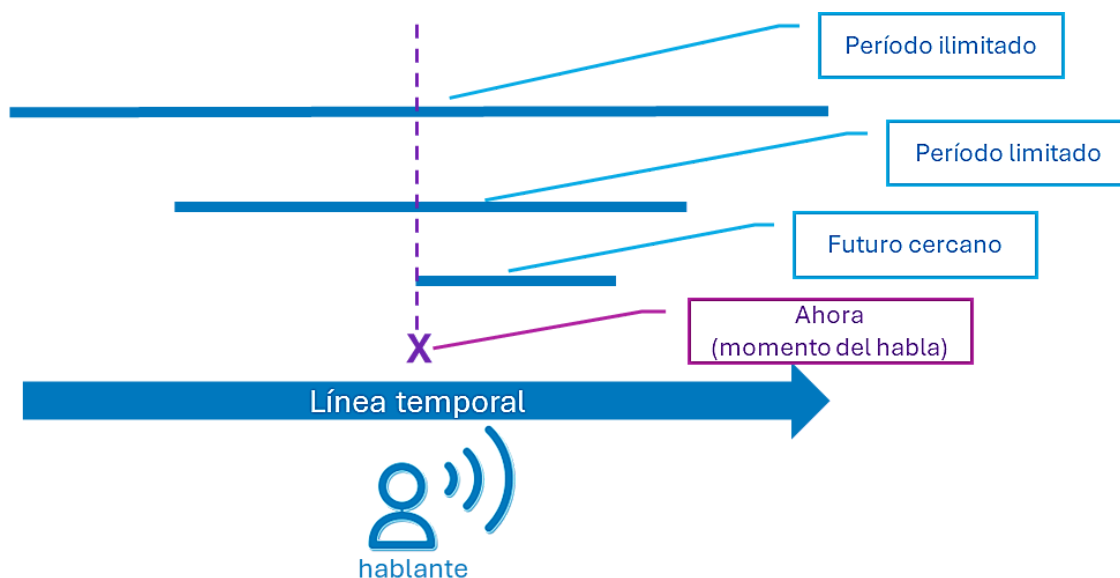 Período ilimitado
Período limitado
Futuro cercano
Ahora
(momento del habla)
X
Línea temporal
hablante